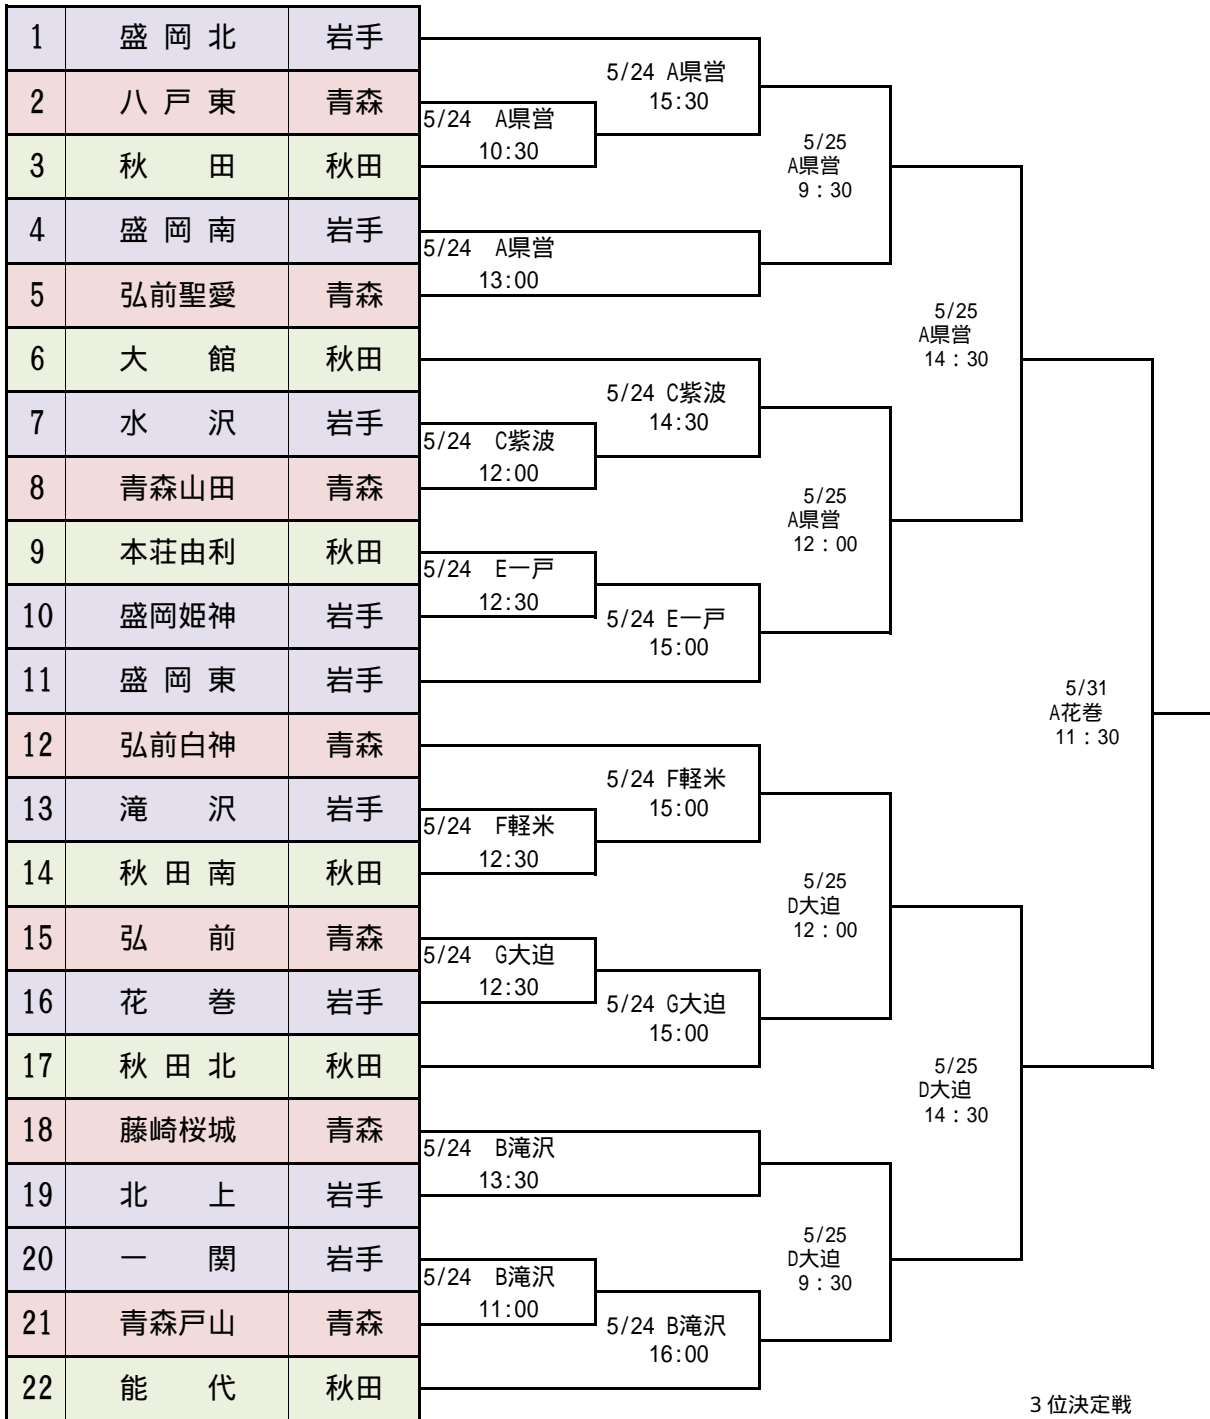 1 盛岡北 岩手
2 八戸東 青森
3 秋田 秋田
4 盛岡南 岩手
5 弘前聖愛 青森
6 大館 秋田
7 水沢 岩手
8 青森山田 青森
9 本荘由利 秋田
10 盛岡姫神 岩手
11 盛岡東 岩手
12 弘前白神 青森
13 滝沢 岩手
14 秋田南 秋田
15 弘前 青森
16 花巻 岩手
17 秋田北 秋田
18 藤崎桜城 青森
19 北上 岩手
20 一関 岩手
21 青森戸山 青森
22 能代 秋田
5/24 A県営
10:30
5/24 A県営
13:00
5/24 C紫波
12:00
5/24 E一戸
12:30
5/24 F軽米
12:30
5/24 G大迫
12:30
5/24 B滝沢
13:30
5/24 B滝沢
11:00
5/24 A県営
15:30
5/24 C紫波
14:30
5/24 E一戸
15:00
5/24 F軽米
15:00
5/24 G大迫
15:00
5/24 B滝沢
16:00
5/25
A県営
9：30
5/25
A県営
12：00
5/25
D大迫
12：00
5/25
D大迫
9：30
5/25
A県営
14：30
5/25
D大迫
14：30
5/31
A花巻
11：30
3位決定戦